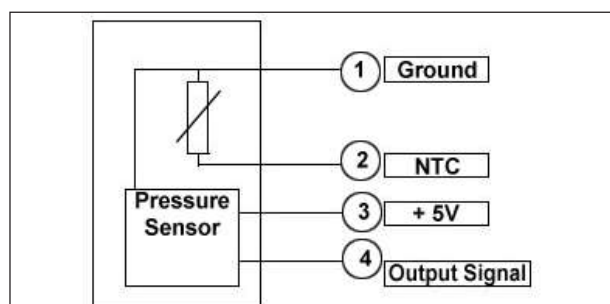 1 Ground
2 NTC
Pressure
Sensor
3 + 5V
4 Output Signal